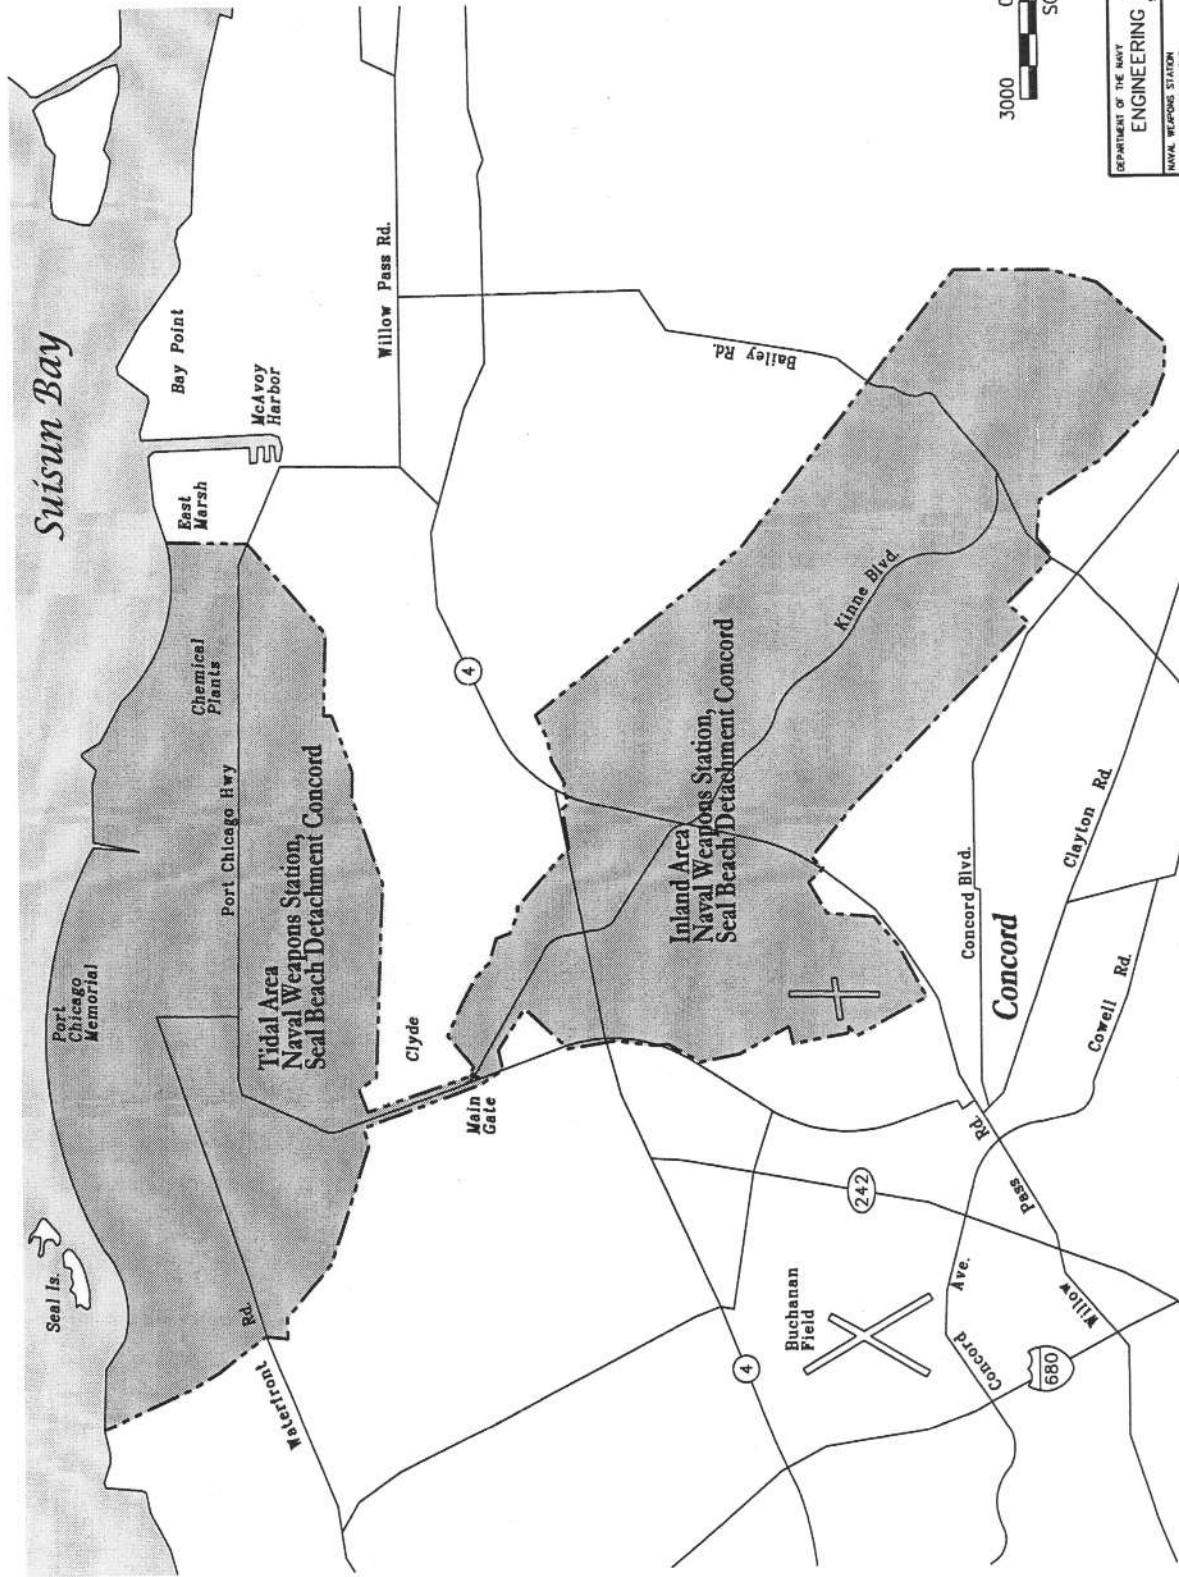 Suisun Bay
Seal Is.
Port
Chicago
Memorial
East
Marsh
Bay Point
McAvoy
Harbor
Chemical
Plants
Waterfront
Rd.
Port Chicago Hwy
Tidal Area
Naval Weapons Station,
Seal Beach Detachment Concord
Willow Pass Rd.
Clyde
Main
Gate
4
Bailey Rd.
Inland Area
Naval Weapons Station,
Seal Beach Detachment Concord
Kinne Blvd.
4
242
Buchanan
Field
Concord Ave.
680
Willow Pass Rd.
Concord
Concord Blvd.
Clayton Rd.
Cowell Rd.
3000
DEPARTMENT OF THE NAVY
ENGINEERING
NAVAL WEAPONS STATION